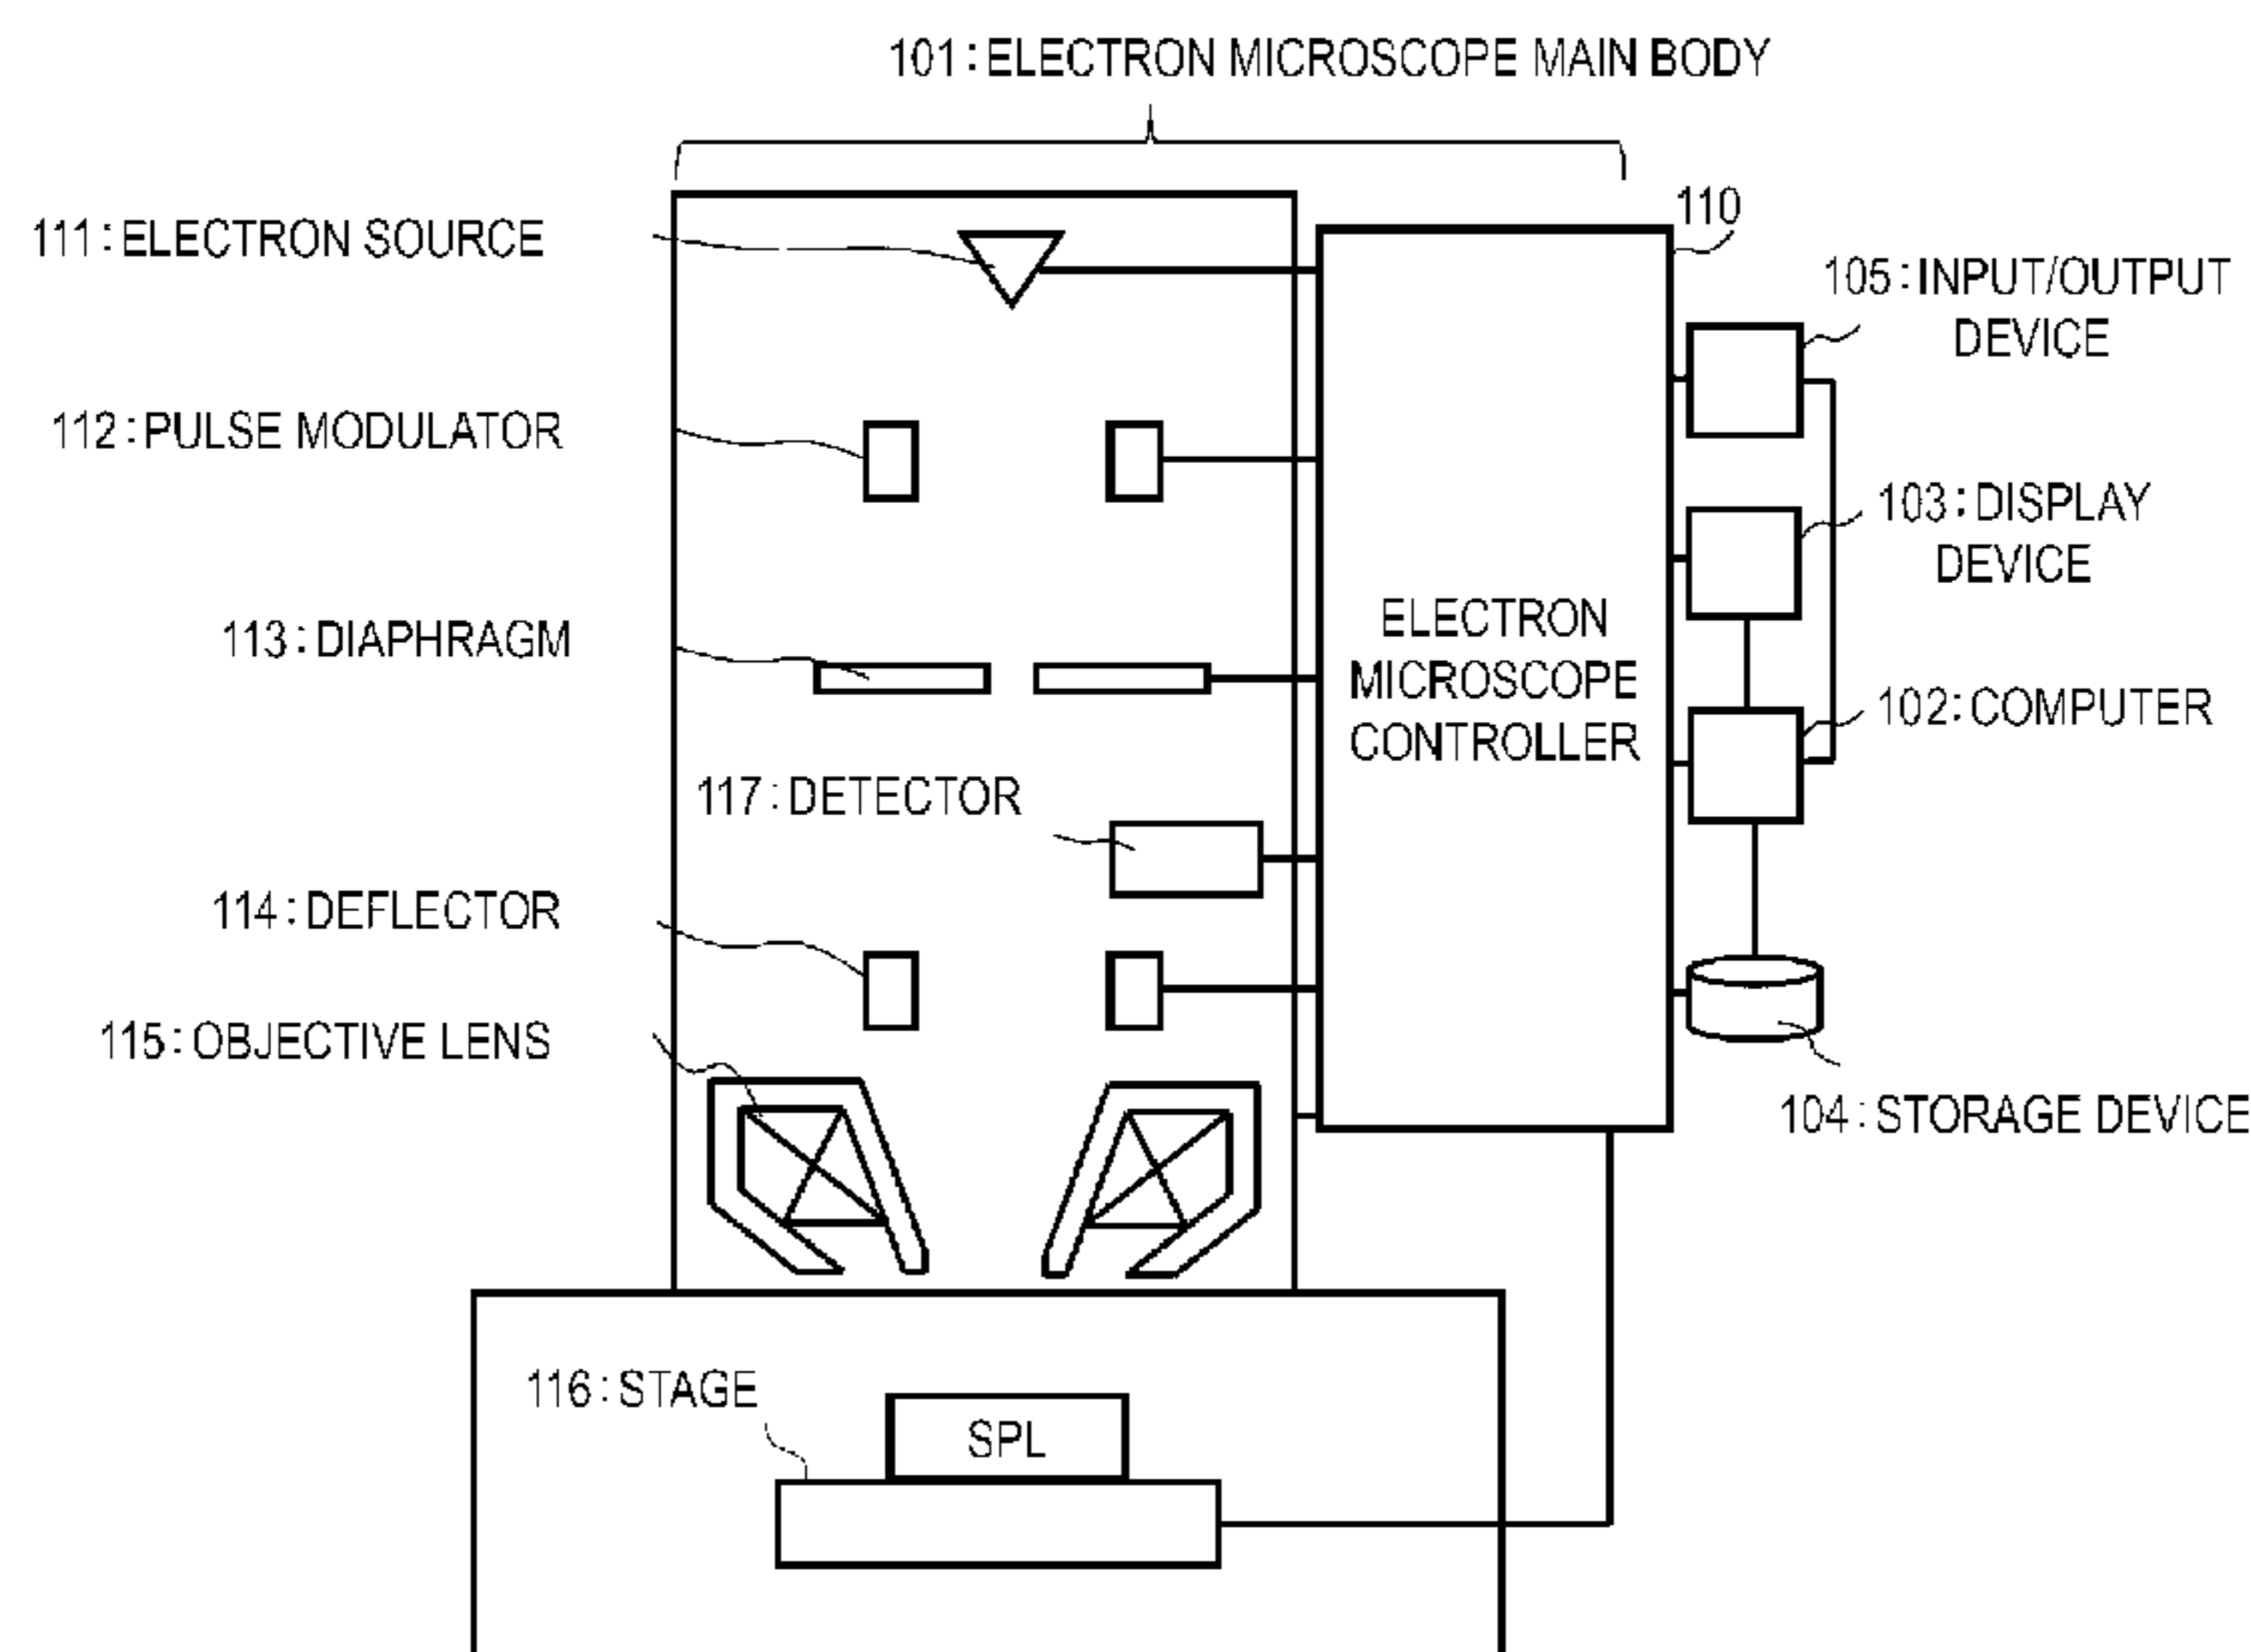 101:ELECTRON MICROSCOPE MAIN BODY
110
111:ELECTRON SOURCE
105:INPUT/OUTPUT
DEVICE
112:PULSE MODULATOR
103:DISPLAY
DEVICE
113:DIAPHRAGM
ELECTRON
MICROSCOPE
CONTROLLER
102:COMPUTER
117:DETECTOR
114:DEFLECTOR
115:OBJECTIVE LENS
104:STORAGE DEVICE
116:STAGE
SPL